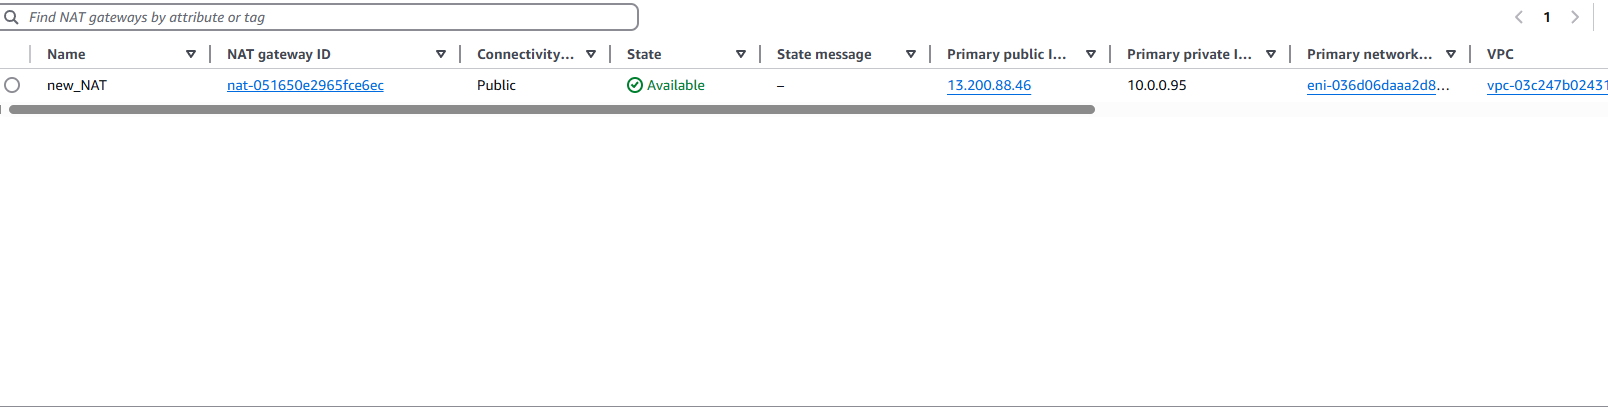 Find NAT gateways by attribute or tag
1
Name NAT gateway ID Connectivity... State State message Primary public I... Primary private I... Primary network... VPC
new_NAT nat-051650e2965fce6ec Public Available – 13.200.88.46 10.0.0.95 eni-036d06daaa2d8... vpc-03c247b02431